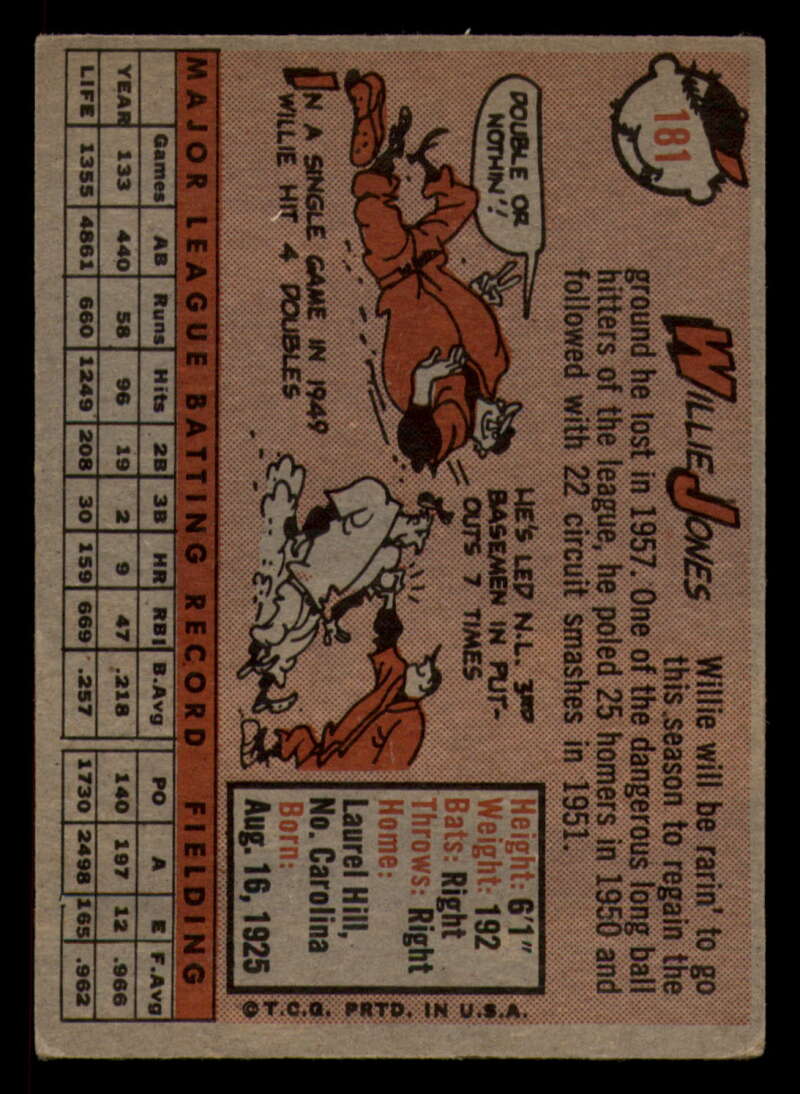 181
WILLIE JONES
Willie will be rarin' to go
this season to regain the
ground he lost in 1957. One of the dangerous long ball
hitters of the league, he poled 25 homers in 1950 and
followed with 22 circuit smashes in 1951.
DOUBLE OR
NOTHIN'!
IN A SINGLE GAME IN 1949
WILLIE HIT 4 DOUBLES
HE'S LED N.L. 3RD
BASEMEN IN PUT-
OUTS 7 TIMES
Height: 6'1"
Weight: 192
Bats: Right
Throws: Right
Home:
Laurel Hill,
No. Carolina
Born:
Aug. 16, 1925
©T.C.G. PRTD. IN U.S.A.
MAJOR LEAGUE BATTING RECORD FIELDING
Games AB Runs Hits 2B 3B HR RBI B.Avg PO A E F.Avg
YEAR 133 440 58 96 19 2 9 47 .218 140 197 12 .966
LIFE 1355 4861 660 1249 208 30 159 669 .257 1730 2498 165 .962